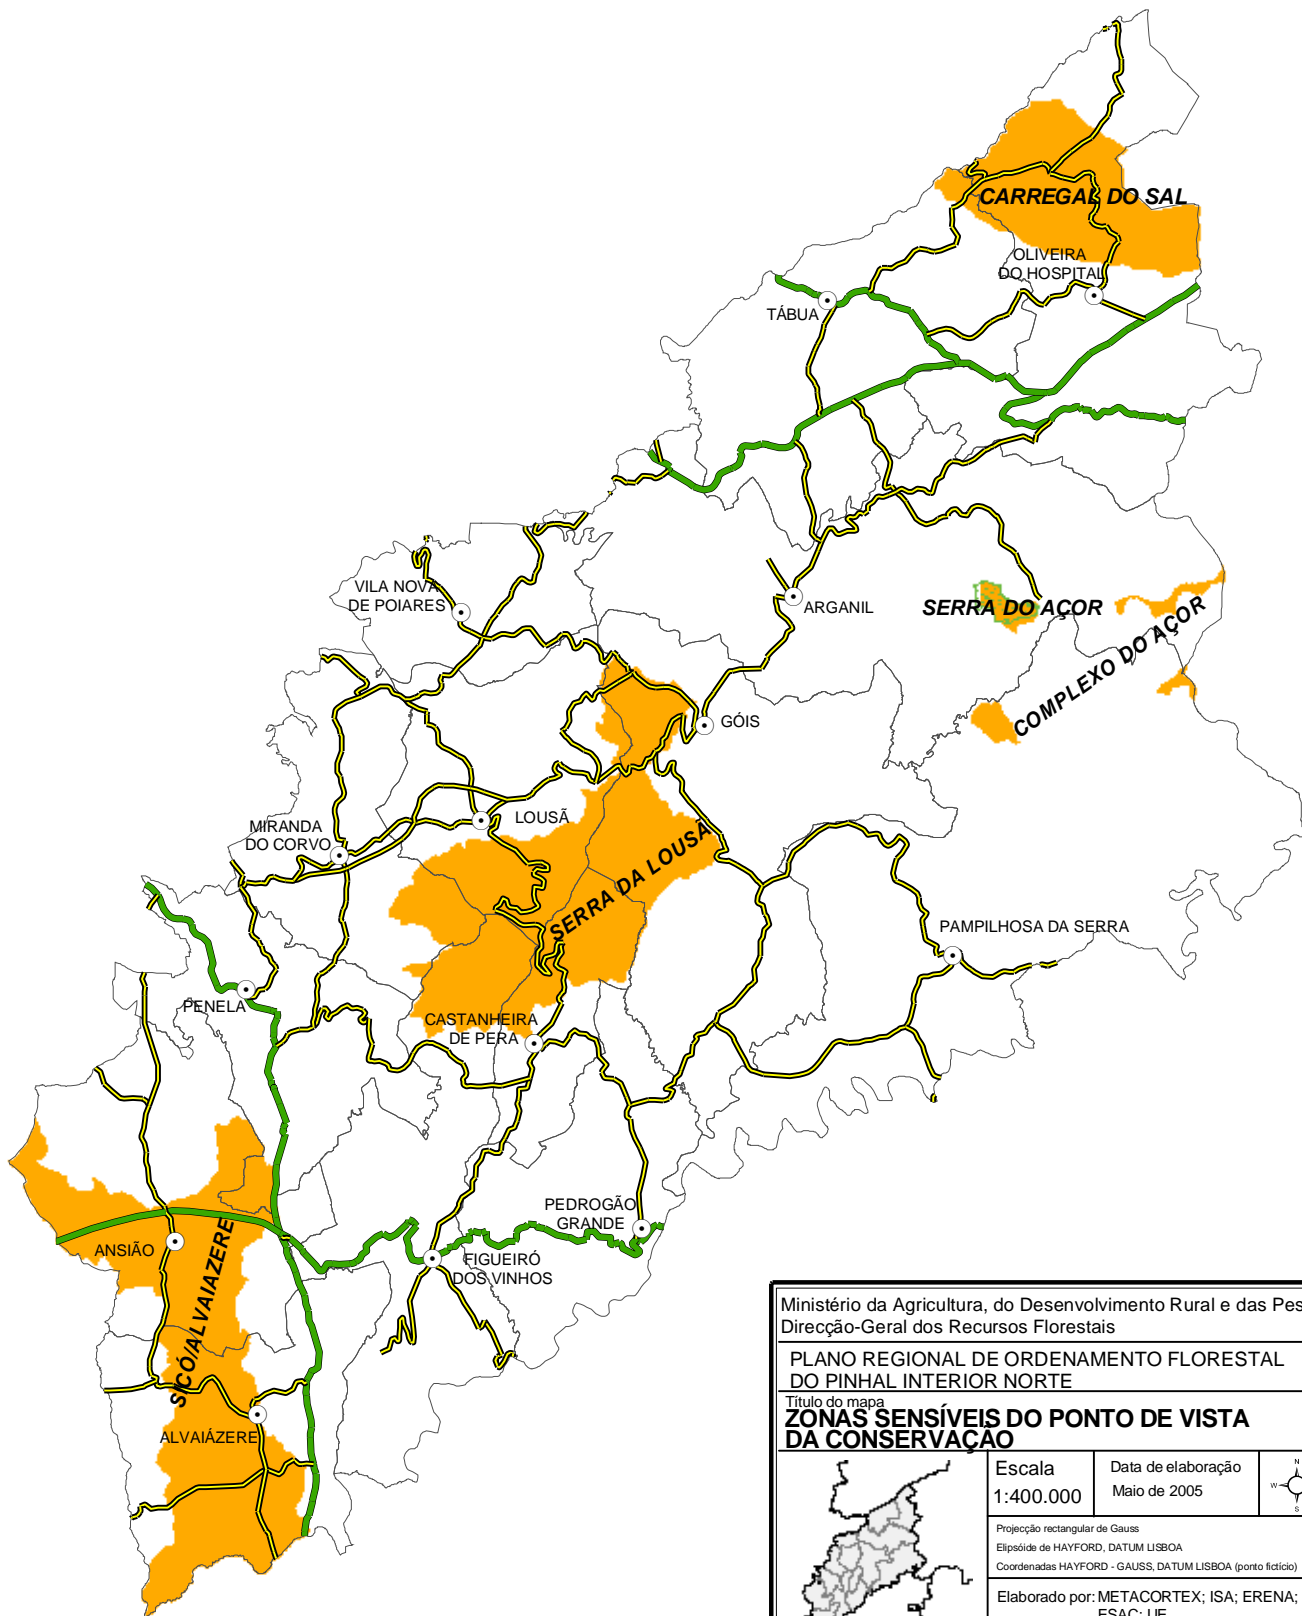 CARREGAL DO SAL
OLIVEIRA
DO HOSPITAL
TÁBUA
VILA NOVA
DE POIARES
ARGANIL
SERRA DO AÇOR
COMPLEXO DO AÇOR
GÓIS
LOUSÃ
MIRANDA
DO CORVO
SERRA DA LOUSÃ
PAMPILHOSA DA SERRA
PENELA
CASTANHEIRA
DE PERA
PEDROGÃO
GRANDE
ANSIÃO
FIGUEIRÓ
DOS VINHOS
SICÓ/ALVAIAZERE
ALVAIÁZERE
Ministério da Agricultura, do Desenvolvimento Rural e das Pes
Direcção-Geral dos Recursos Florestais
PLANO REGIONAL DE ORDENAMENTO FLORESTAL
DO PINHAL INTERIOR NORTE
Título do mapa
ZONAS SENSÍVEIS DO PONTO DE VISTA
DA CONSERVAÇÃO
Escala
1:400.000
Data de elaboração
Maio de 2005
N
W
S
Projecção rectangular de Gauss
Elipsóide de HAYFORD, DATUM LISBOA
Coordenadas HAYFORD - GAUSS, DATUM LISBOA (ponto fictício)
Elaborado por: METACORTEX; ISA; ERENA;